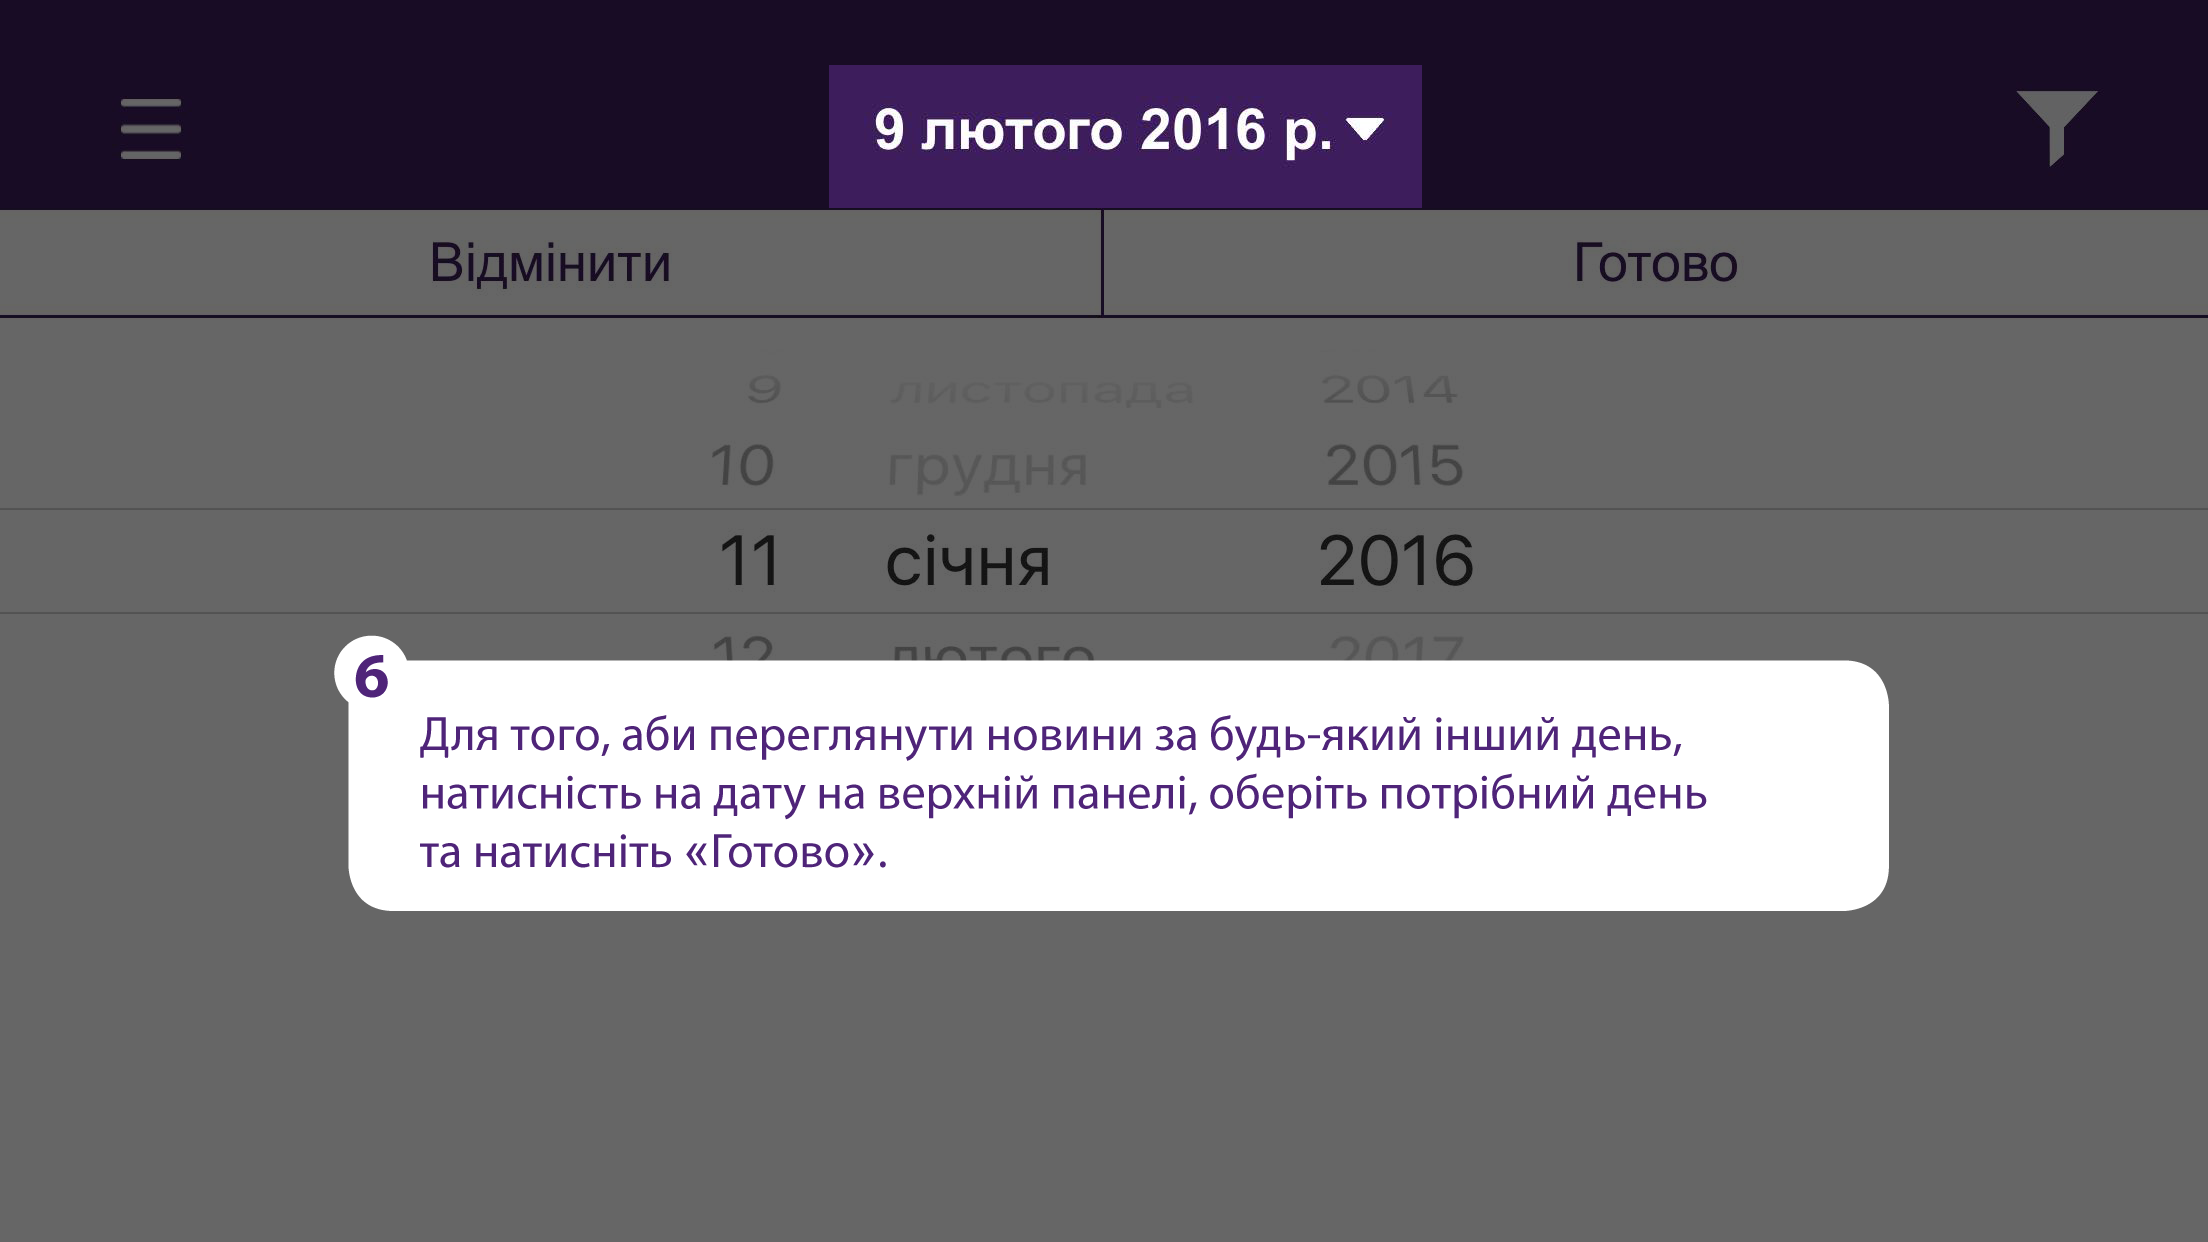 9 лютого 2016 р.
Відмінити Готово
9 листопада 2014
10 грудня 2015
11 січня 2016
12 лютого 2017
6
Для того, аби переглянути новини за будь-який інший день,
натисність на дату на верхній панелі, оберіть потрібний день
та натисніть «Готово».